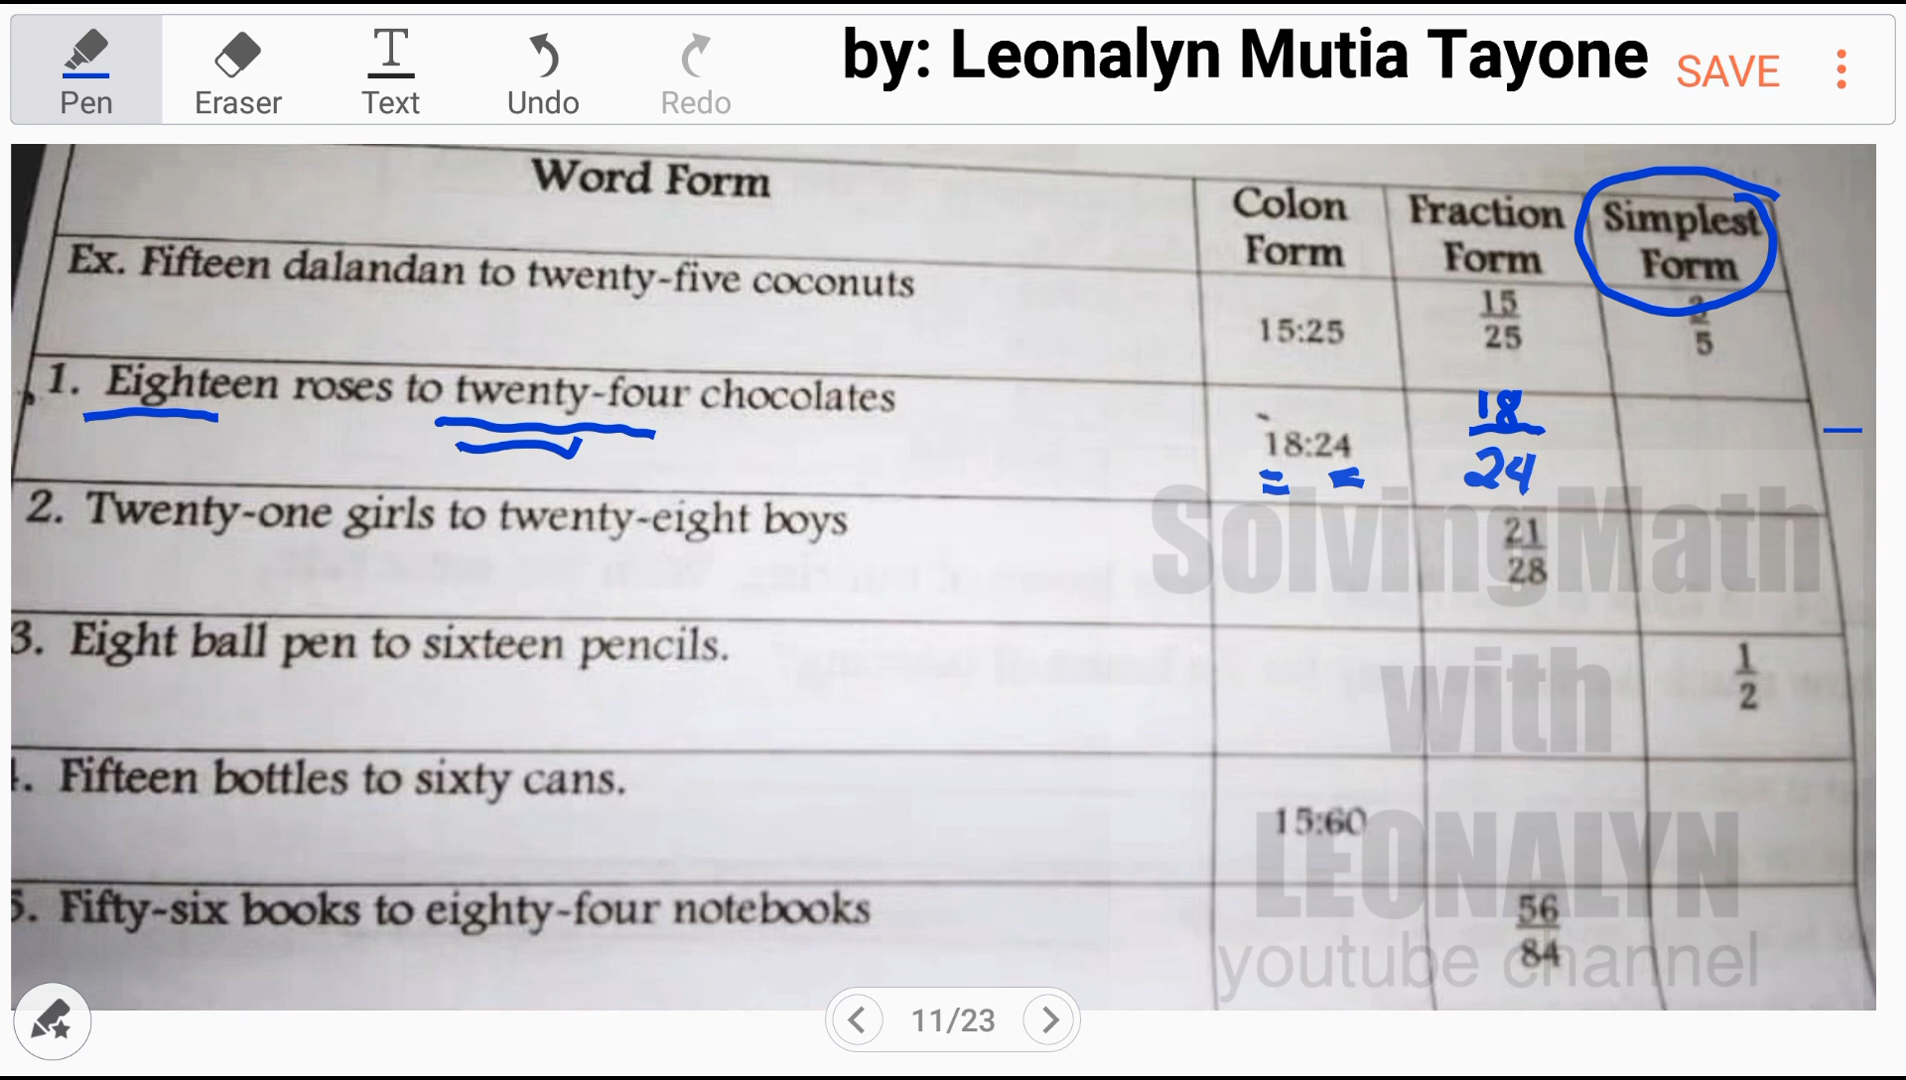 by: Leonalyn Mutia Tayone
SAVE
Pen
Eraser
Text
Undo
Redo
Word Form
Colon Form
Fraction Form
Simplest Form
Ex. Fifteen dalandan to twenty-five coconuts
15:25
15
25
3
5
1. Eighteen roses to twenty-four chocolates
18:24
18
24
2. Twenty-one girls to twenty-eight boys
21
28
3. Eight ball pen to sixteen pencils.
1
2
. Fifteen bottles to sixty cans.
15:60
5. Fifty-six books to eighty-four notebooks
56
84
SolvingMath
with
LEONALYN
youtube channel
11/23